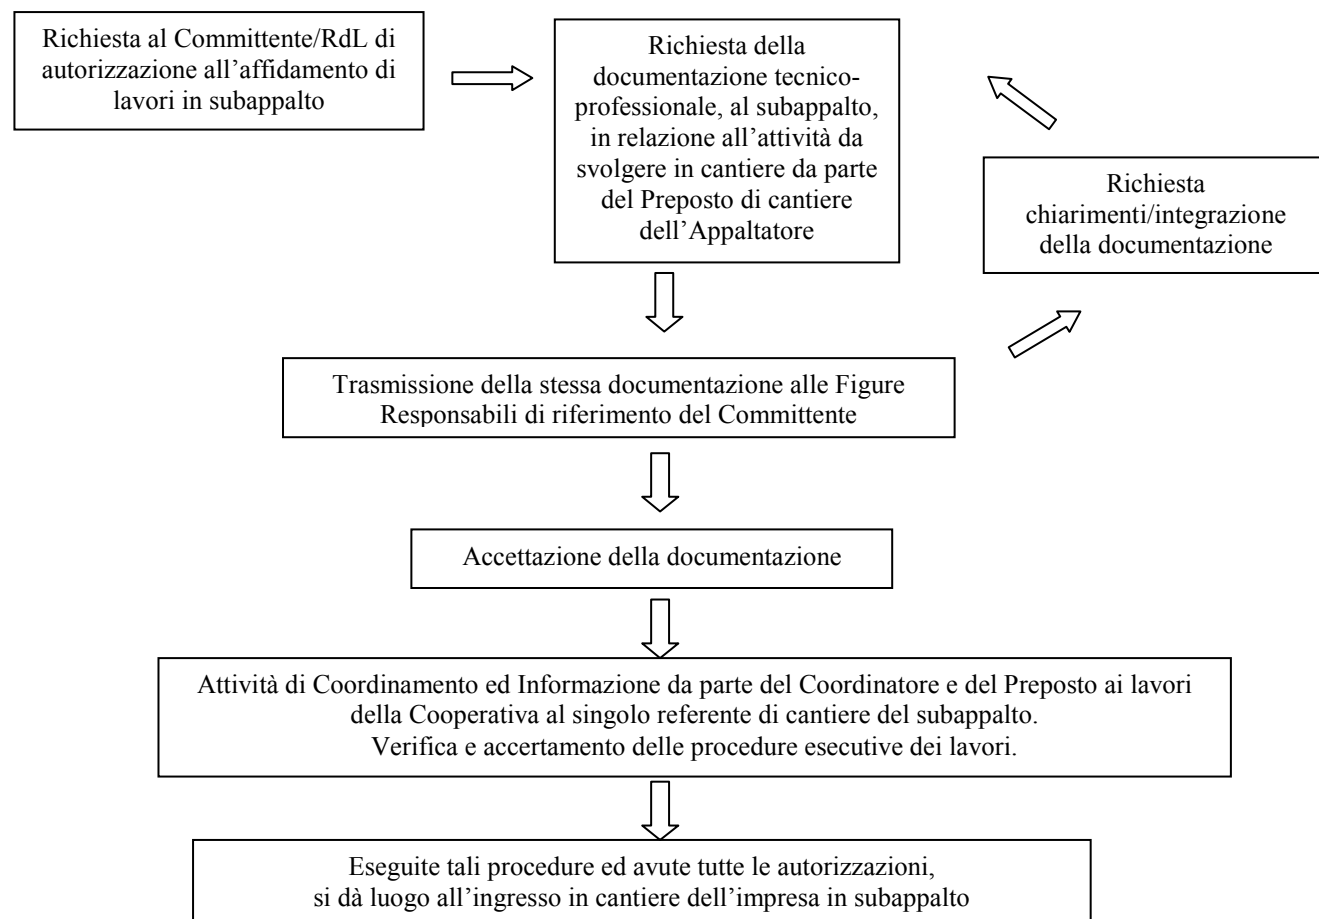 Richiesta al Committente/RdL di
autorizzazione all’affidamento di
lavori in subappalto
Richiesta della
documentazione tecnico-
professionale, al subappalto,
in relazione all’attività da
svolgere in cantiere da parte
del Preposto di cantiere
dell’Appaltatore
Richiesta
chiarimenti/integrazione
della documentazione
Trasmissione della stessa documentazione alle Figure
Responsabili di riferimento del Committente
Accettazione della documentazione
Attività di Coordinamento ed Informazione da parte del Coordinatore e del Preposto ai lavori
della Cooperativa al singolo referente di cantiere del subappalto.
Verifica e accertamento delle procedure esecutive dei lavori.
Eseguite tali procedure ed avute tutte le autorizzazioni,
si dà luogo all’ingresso in cantiere dell’impresa in subappalto